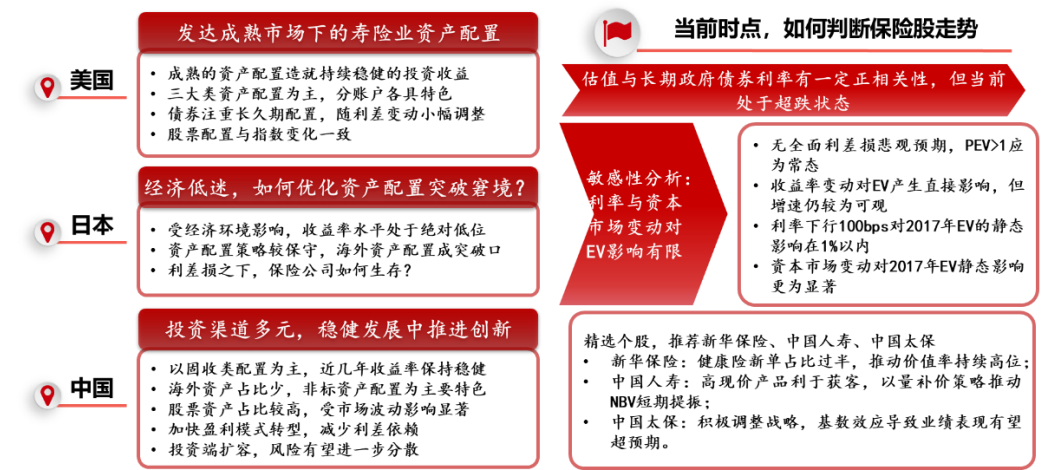 美国
发达成熟市场下的寿险业资产配置
• 成熟的资产配置造就持续稳健的投资收益
• 三大类资产配置为主，分账户各具特色
• 债券注重长久期配置，随利差变动小幅调整
• 股票配置与指数变化一致
日本
经济低迷，如何优化资产配置突破窘境？
• 受经济环境影响，收益率水平处于绝对低位
• 资产配置策略较保守，海外资产配置成突破口
• 利差损之下，保险公司如何生存？
中国
投资渠道多元，稳健发展中推进创新
• 以固收类配置为主，近几年收益率保持稳健
• 海外资产占比少，非标资产配置为主要特色
• 股票资产占比较高，受市场波动影响显著
• 加快盈利模式转型，减少利差依赖
• 投资端扩容，风险有望进一步分散
当前时点，如何判断保险股走势
估值与长期政府债券利率有一定正相关性，但当前
处于超跌状态
敏感性分析：
利率与资本
市场变动对
EV影响有限
• 无全面利差损悲观预期，PEV>1应
为常态
• 收益率变动对EV产生直接影响，但
增速仍较为可观
• 利率下行100bps对2017年EV的静态
影响在1%以内
• 资本市场变动对2017年EV静态影响
更为显著
精选个股，推荐新华保险、中国人寿、中国太保
• 新华保险：健康险新单占比过半，推动价值率持续高位；
• 中国人寿：高现价产品利于获客，以量补价策略推动
NBV短期提振；
• 中国太保：积极调整战略，基数效应导致业绩表现有望
超预期。